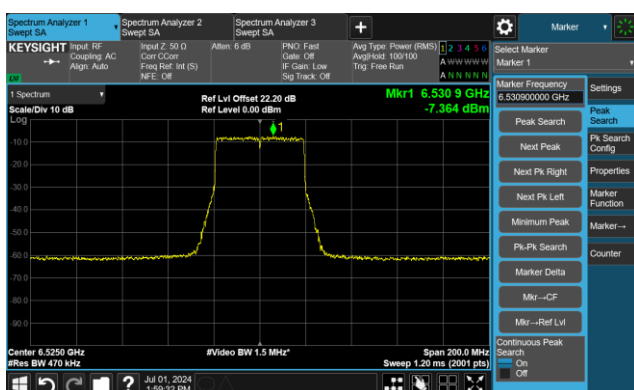 Spectrum Analyzer 1
Swept SA
Spectrum Analyzer 2
Swept SA
Spectrum Analyzer 3
Swept SA
+
Marker
KEYSIGHT
Input: RF
Coupling: AC
Align: Auto
Input Z: 50 Ω
Corr CCorr
Freq Ref: Int (S)
NFE: Off
Atten: 6 dB
PNO: Fast
Gate: Off
IF Gain: Low
Sig Track: Off
Avg Type: Power (RMS)
Avg|Hold: 100/100
Trig: Free Run
1 2 3 4 5 6
A W W W W W
A N N N N N
Select Marker
Marker 1
LXI
1 Spectrum
Scale/Div 10 dB
Ref Lvl Offset 22.20 dB
Ref Level 0.00 dBm
Mkr1 6.530 9 GHz
-7.364 dBm
Log
1
-10.0
-20.0
-30.0
-40.0
-50.0
-60.0
-70.0
-80.0
-90.0
Center 6.5250 GHz
#Res BW 470 kHz
#Video BW 1.5 MHz*
Span 200.0 MHz
Sweep 1.20 ms (2001 pts)
Marker Frequency
6.530900000 GHz
Peak Search
Next Peak
Next Pk Right
Next Pk Left
Minimum Peak
Pk-Pk Search
Marker Delta
Mkr→CF
Mkr→Ref Lvl
Continuous Peak
Search
On
Off
Settings
Peak
Search
Pk Search
Config
Properties
Marker
Function
Marker→
Counter
?
Jul 01, 2024
1:59:32 PM